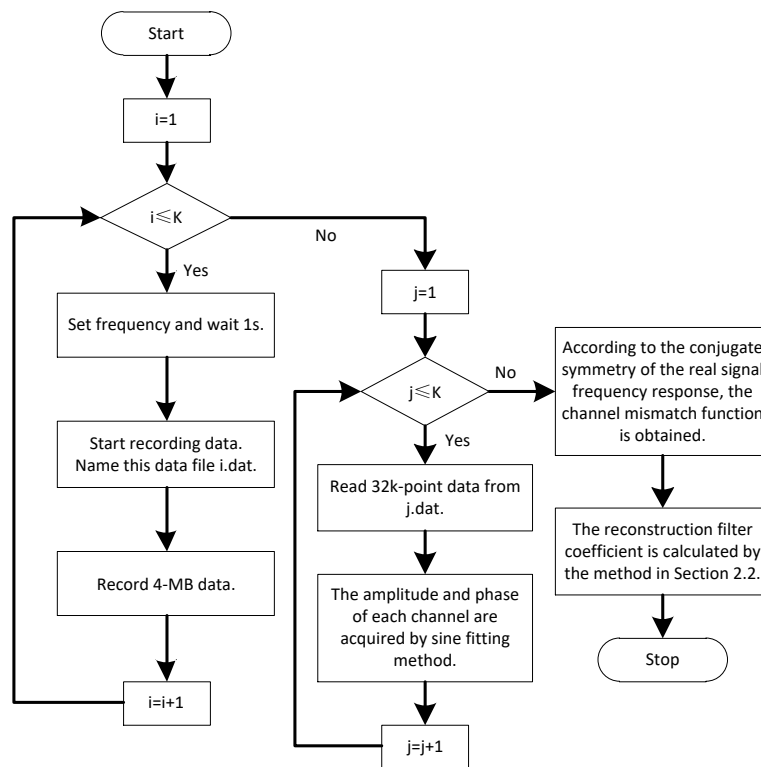 Start
i=1
i≤K
No
Yes
Set frequency and wait 1s.
Start recording data.
Name this data file i.dat.
Record 4-MB data.
i=i+1
j=1
j≤K
No
Yes
Read 32k-point data from
j.dat.
The amplitude and phase
of each channel are
acquired by sine fitting
method.
j=j+1
According to the conjugate
symmetry of the real signal
frequency response, the
channel mismatch function
is obtained.
The reconstruction filter
coefficient is calculated by
the method in Section 2.2.
Stop